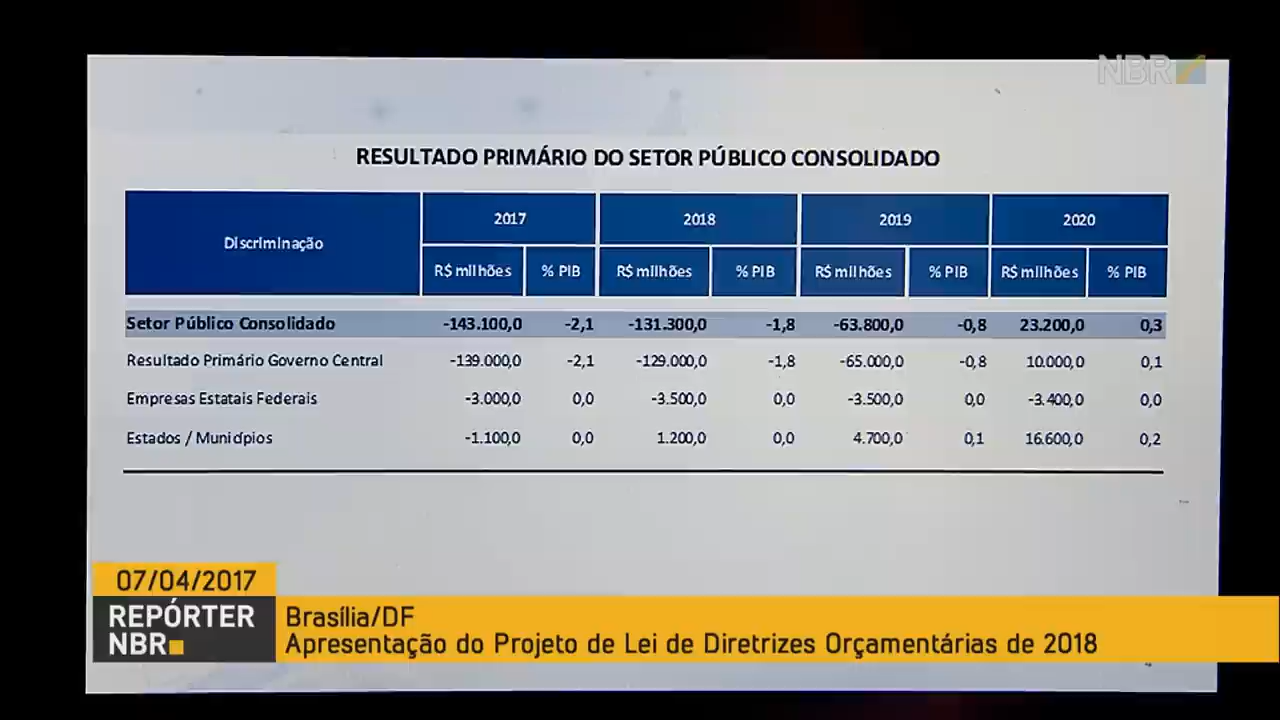 NBR
RESULTADO PRIMÁRIO DO SETOR PÚBLICO CONSOLIDADO
Discriminação 2017 2018 2019 2020
R$ milhões % PIB R$ milhões % PIB R$ milhões % PIB R$ milhões % PIB
Setor Público Consolidado -143.100,0 -2,1 -131.300,0 -1,8 -63.800,0 -0,8 23.200,0 0,3
Resultado Primário Governo Central -139.000,0 -2,1 -129.000,0 -1,8 -65.000,0 -0,8 10.000,0 0,1
Empresas Estatais Federais -3.000,0 0,0 -3.500,0 0,0 -3.500,0 0,0 -3.400,0 0,0
Estados / Municípios -1.100,0 0,0 1.200,0 0,0 4.700,0 0,1 16.600,0 0,2
07/04/2017
REPÓRTER
NBR
Brasília/DF
Apresentação do Projeto de Lei de Diretrizes Orçamentárias de 2018